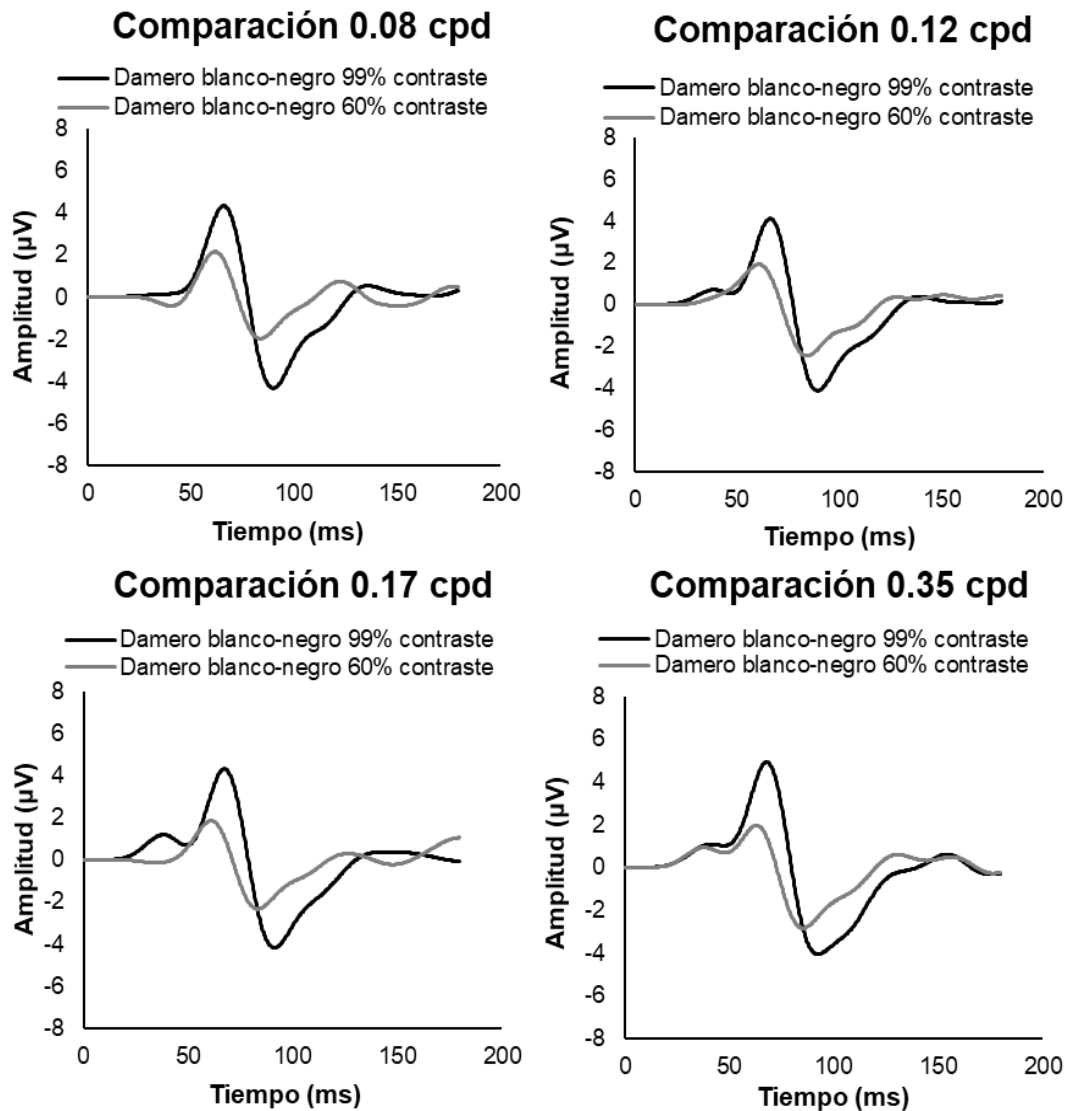 Comparación 0.08 cpd
Damero blanco-negro 99% contraste
Damero blanco-negro 60% contraste
8
6
4
2
0
-2
-4
-6
-8
Amplitud (µV)
0 50 100 150 200
Tiempo (ms)
Comparación 0.12 cpd
Damero blanco-negro 99% contraste
Damero blanco-negro 60% contraste
8
6
4
2
0
-2
-4
-6
-8
Amplitud (µV)
0 50 100 150 200
Tiempo (ms)
Comparación 0.17 cpd
Damero blanco-negro 99% contraste
Damero blanco-negro 60% contraste
8
6
4
2
0
-2
-4
-6
-8
Amplitud (µV)
0 50 100 150 200
Tiempo (ms)
Comparación 0.35 cpd
Damero blanco-negro 99% contraste
Damero blanco-negro 60% contraste
8
6
4
2
0
-2
-4
-6
-8
Amplitud (µV)
0 50 100 150 200
Tiempo (ms)